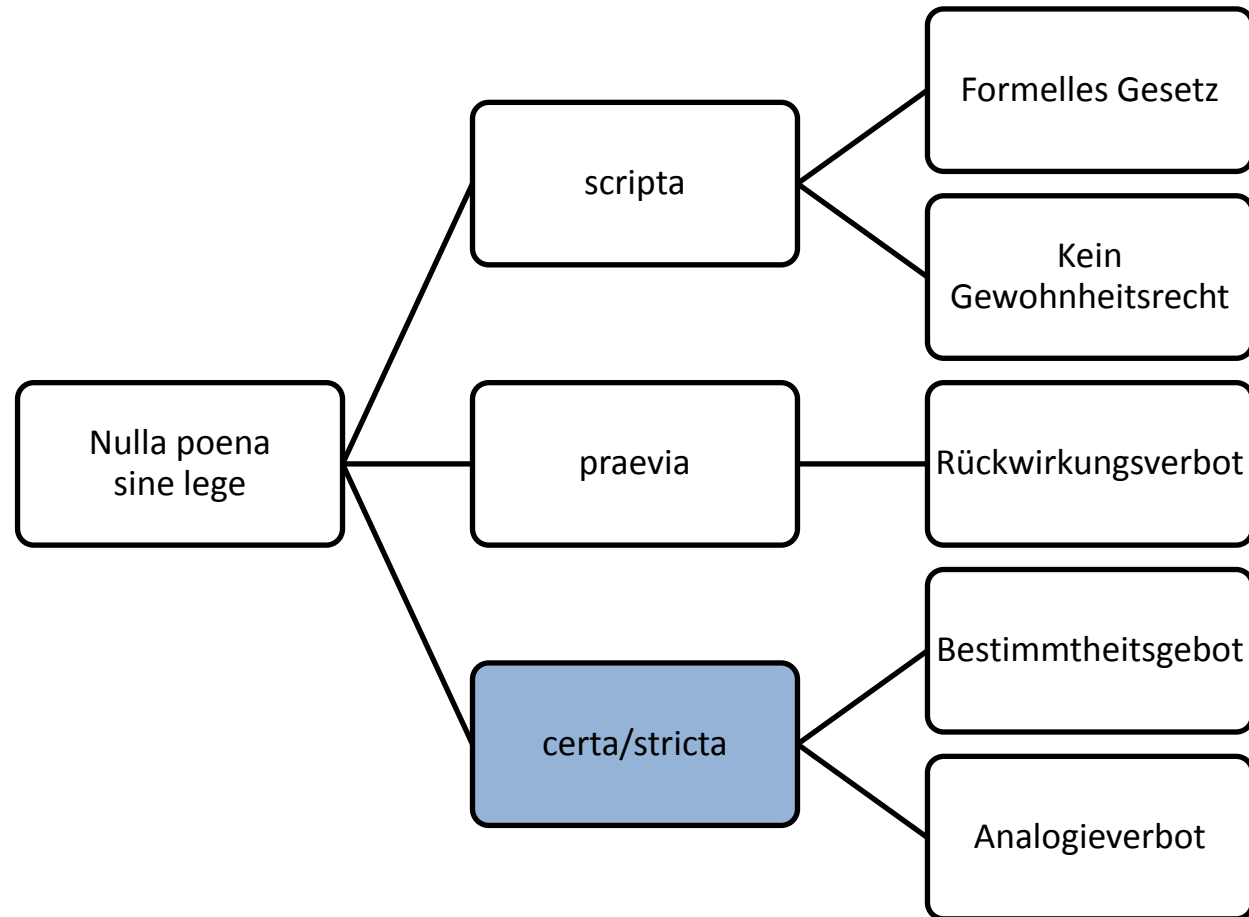 Nulla poena
sine lege
scripta
Formelles Gesetz
Kein
Gewohnheitsrecht
praevia
Rückwirkungsverbot
certa/stricta
Bestimmtheitsgebot
Analogieverbot